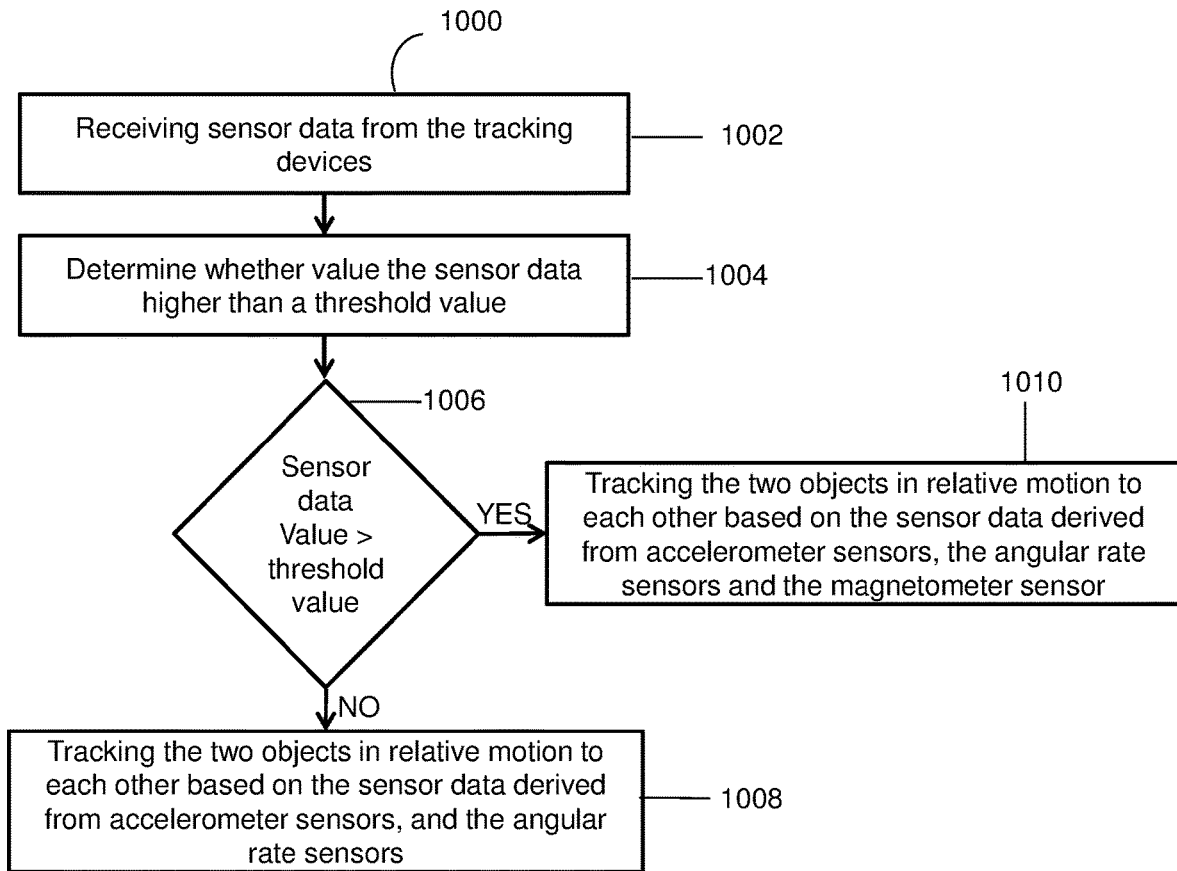 1000
Receiving sensor data from the tracking
devices
1002
Determine whether value the sensor data
higher than a threshold value
1004
1006
Sensor
data
Value >
threshold
value
YES
1010
Tracking the two objects in relative motion to
each other based on the sensor data derived
from accelerometer sensors, the angular rate
sensors and the magnetometer sensor
NO
Tracking the two objects in relative motion to
each other based on the sensor data derived
from accelerometer sensors, and the angular
rate sensors
1008